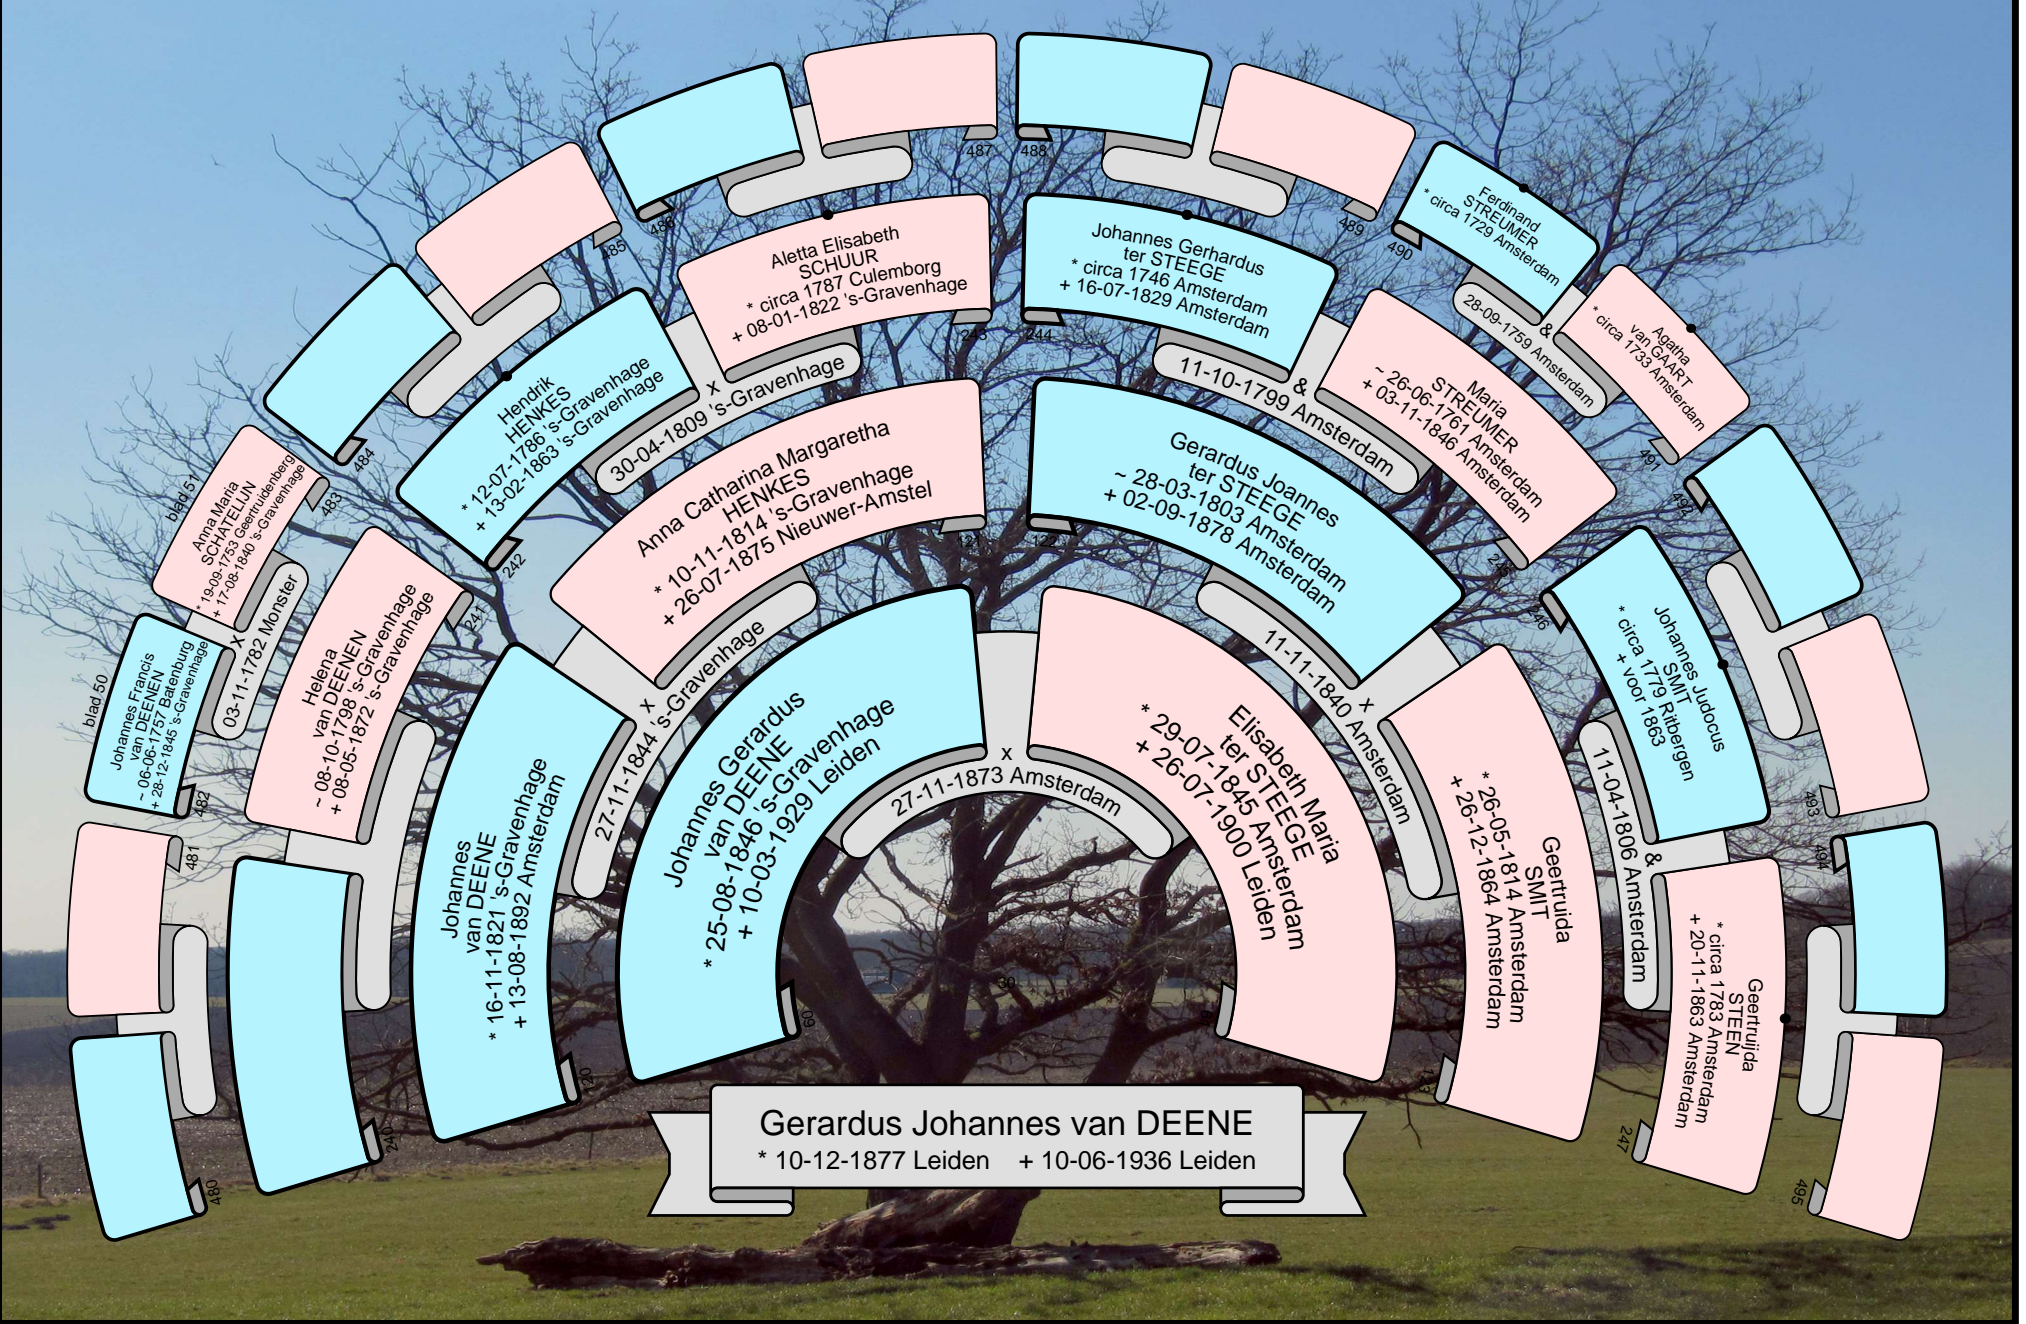 487
488
486
489
485
490
Ferdinand
STREUMER
* circa 1729 Amsterdam
28-09-1759 Amsterdam
&
Agatha
van GAART
* circa 1733 Amsterdam
491
492
484
Aletta Elisabeth
SCHUUR
* circa 1787 Culemborg
+ 08-01-1822 's-Gravenhage
243
Johannes Gerhardus
ter STEEGE
* circa 1746 Amsterdam
+ 16-07-1829 Amsterdam
244
Hendrik
HENKES
* 12-07-1786 's-Gravenhage
+ 13-02-1863 's-Gravenhage
242
x
30-04-1809 's-Gravenhage
&
11-10-1799 Amsterdam
Maria
STREUMER
~ 26-06-1761 Amsterdam
+ 03-11-1846 Amsterdam
245
blad 51
Anna Maria
SCHATELIJN
* 19-09-1753 Geertruidenberg
+ 17-08-1840 's-Gravenhage
483
x
03-11-1782 Monster
blad 50
Johannes Francis
van DEENEN
~ 06-06-1757 Batenburg
+ 28-12-1845 's-Gravenhage
482
Helena
van DEENEN
~ 08-10-1798 's-Gravenhage
+ 08-05-1872 's-Gravenhage
241
Anna Catharina Margaretha
HENKES
* 10-11-1814 's-Gravenhage
+ 26-07-1875 Nieuwer-Amstel
121
Gerardus Joannes
ter STEEGE
~ 28-03-1803 Amsterdam
+ 02-09-1878 Amsterdam
122
246
Johannes Judocus
SMIT
* circa 1779 Ritbergen
+ voor 1863
493
494
481
480
240
Johannes
van DEENE
* 16-11-1821 's-Gravenhage
+ 13-08-1892 Amsterdam
120
x
27-11-1844 's-Gravenhage
x
11-11-1840 Amsterdam
Geertruida
SMIT
* 26-05-1814 Amsterdam
+ 26-12-1864 Amsterdam
&
11-04-1806 Amsterdam
Geertruijda
STEEN
* circa 1783 Amsterdam
+ 20-11-1863 Amsterdam
247
495
Johannes Gerardus
van DEENE
* 25-08-1846 's-Gravenhage
+ 10-03-1929 Leiden
60
x
27-11-1873 Amsterdam
Elisabeth Maria
ter STEEGE
* 29-07-1845 Amsterdam
+ 26-07-1900 Leiden
30
Gerardus Johannes van DEENE
* 10-12-1877 Leiden + 10-06-1936 Leiden